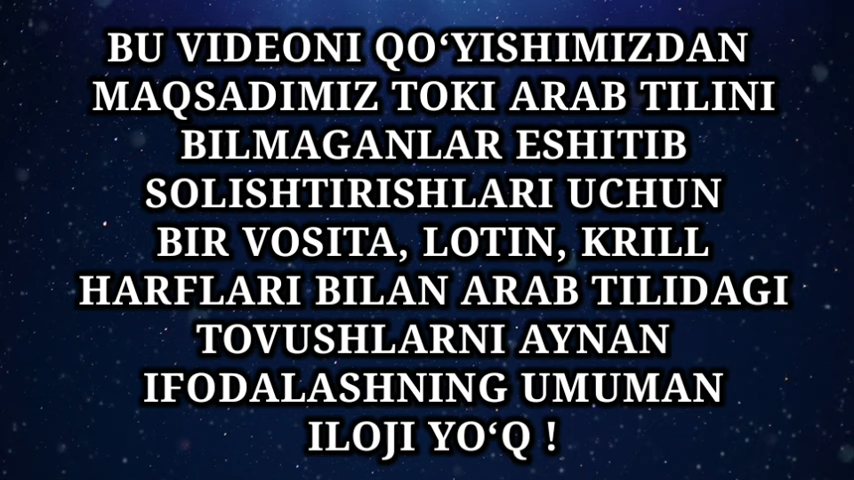 BU VIDEONI QO‘YISHIMIZDAN
MAQSADIMIZ TOKI ARAB TILINI
BILMAGANLAR ESHITIB
SOLISHTIRISHLARI UCHUN
BIR VOSITA, LOTIN, KRILL
HARFLARI BILAN ARAB TILIDAGI
TOVUSHLARNI AYNAN
IFODALASHNING UMUMAN
ILOJI YO‘Q !